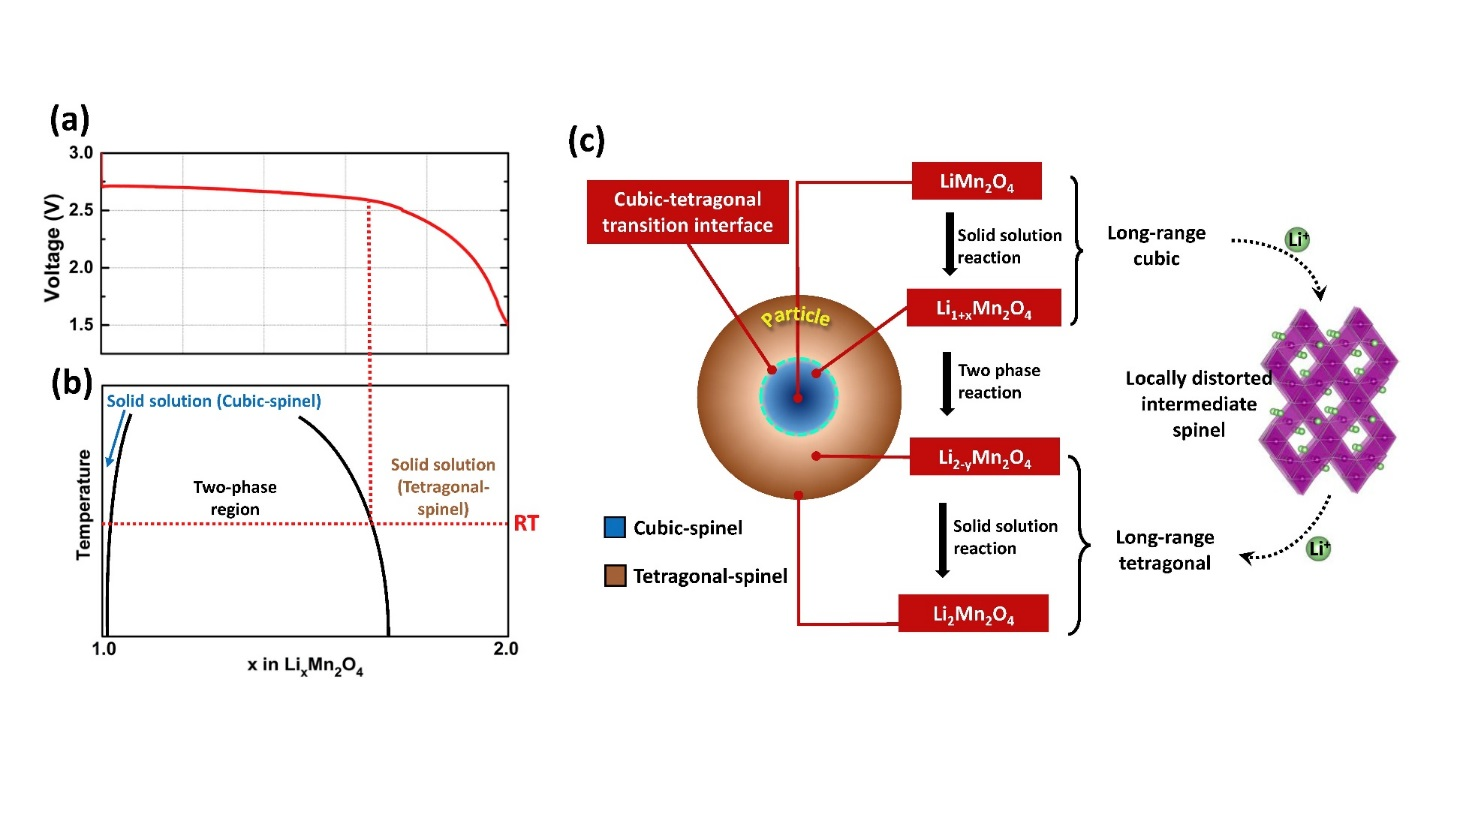 (a)
3.0
2.5
2.0
1.5
Voltage (V)
(b)
Solid solution (Cubic-spinel)
Two-phase
region
Solid solution
(Tetragonal-
spinel)
RT
Temperature
1.0
2.0
x in LiₓMn₂O₄
(c)
Cubic-tetragonal
transition interface
Particle
Cubic-spinel
Tetragonal-spinel
LiMn₂O₄
Solid solution
reaction
Li₁₊ₓMn₂O₄
Two phase
reaction
Li₂₋yMn₂O₄
Solid solution
reaction
Li₂Mn₂O₄
Long-range
cubic
Li⁺
Locally distorted
intermediate
spinel
Long-range
tetragonal
Li⁺